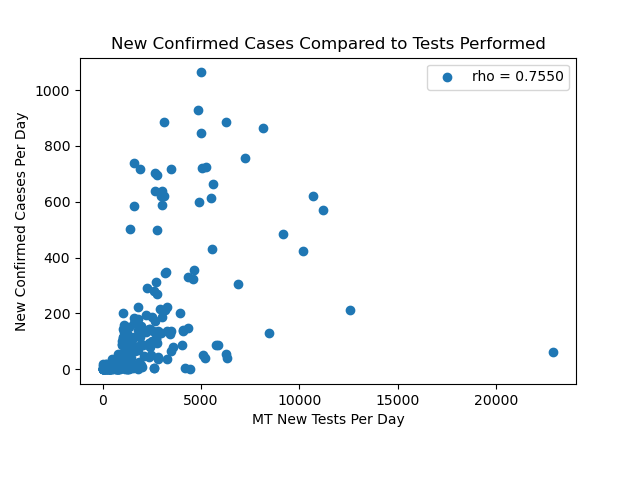 New Confirmed Cases Compared to Tests Performed
rho = 0.7550
1000
800
600
400
200
0
New Confirmed Caeses Per Day
0 5000 10000 15000 20000
MT New Tests Per Day